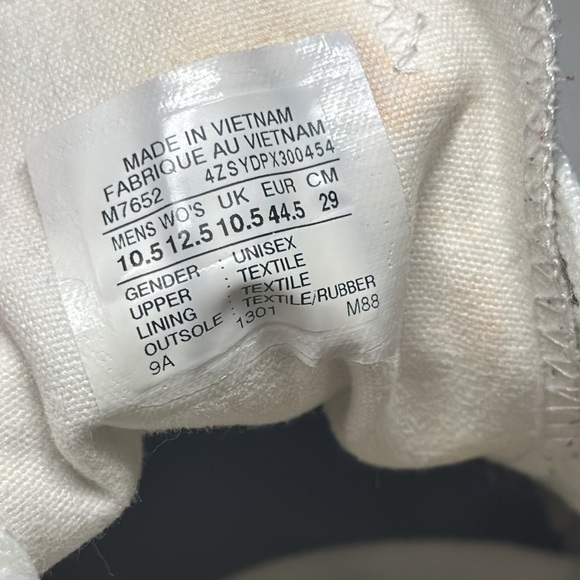 MADE IN VIETNAM
FABRIQUE AU VIETNAM
M7652 4ZSYDPX300454
MENS WO'S UK EUR CM
10.5 12.5 10.5 44.5 29
GENDER : UNISEX
UPPER : TEXTILE
LINING : TEXTILE
OUTSOLE : TEXTILE/RUBBER
9A 1301 M88